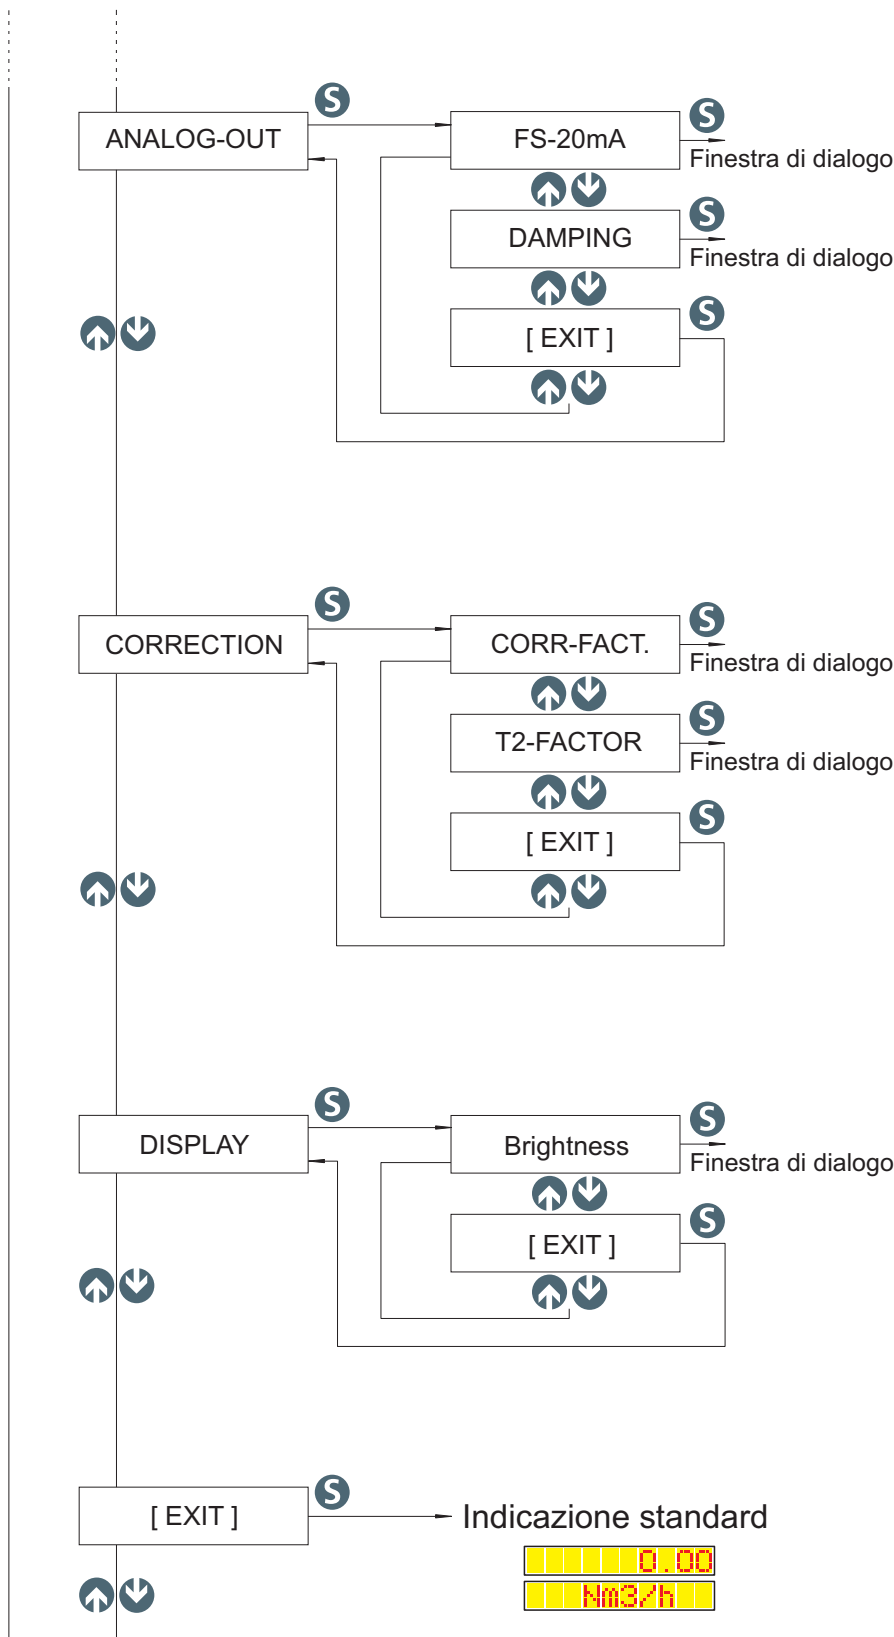 S
S
ANALOG-OUT
FS-20mA
Finestra di dialogo
S
DAMPING
Finestra di dialogo
S
[ EXIT ]
S
S
CORRECTION
CORR-FACT.
Finestra di dialogo
S
T2-FACTOR
Finestra di dialogo
S
[ EXIT ]
S
S
DISPLAY
Brightness
Finestra di dialogo
S
[ EXIT ]
S
[ EXIT ]
Indicazione standard
0.00
Nm3/h